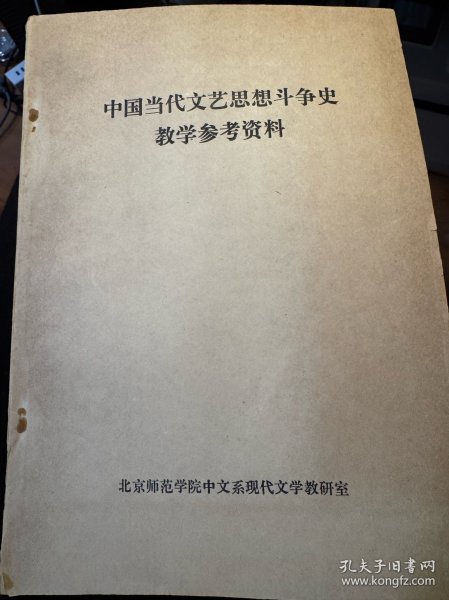 中国当代文艺思想斗争史
教学参考资料
北京师范学院中文系现代文学教研室
孔夫子旧书网
www.kongfz.com